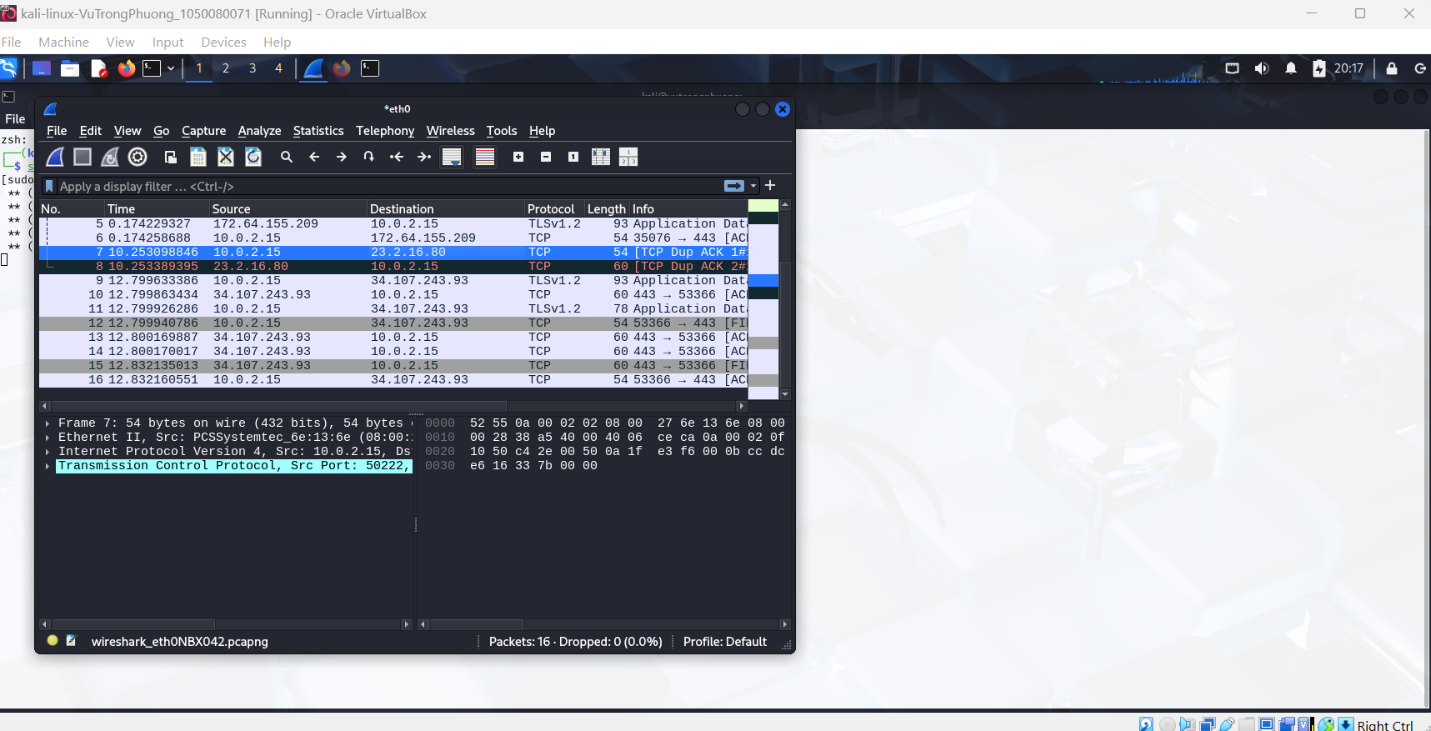 kali-linux-VuTrongPhuong_1050080071 [Running] - Oracle VirtualBox
File Machine View Input Devices Help
1 2 3 4 20:17
*eth0
File
File Edit View Go Capture Analyze Statistics Telephony Wireless Tools Help
zsh:
[sudo
** (
** (
** (
** (
** (
Apply a display filter ... <Ctrl-/>
No. Time Source Destination Protocol Length Info
5 0.174229327 172.64.155.209 10.0.2.15 TLSv1.2 93 Application Dat
6 0.174258688 10.0.2.15 172.64.155.209 TCP 54 35076 → 443 [ACK
7 10.253098846 10.0.2.15 23.2.16.80 TCP 54 [TCP Dup ACK 1#
8 10.253389395 23.2.16.80 10.0.2.15 TCP 60 [TCP Dup ACK 2#
9 12.799633386 10.0.2.15 34.107.243.93 TLSv1.2 93 Application Dat
10 12.799863434 34.107.243.93 10.0.2.15 TCP 60 443 → 53366 [AC
11 12.799926286 10.0.2.15 34.107.243.93 TLSv1.2 78 Application Dat
12 12.799940786 10.0.2.15 34.107.243.93 TCP 54 53366 → 443 [FI
13 12.800169887 34.107.243.93 10.0.2.15 TCP 60 443 → 53366 [AC
14 12.800170017 34.107.243.93 10.0.2.15 TCP 60 443 → 53366 [AC
15 12.832135013 34.107.243.93 10.0.2.15 TCP 60 443 → 53366 [FI
16 12.832160551 10.0.2.15 34.107.243.93 TCP 54 53366 → 443 [AC
Frame 7: 54 bytes on wire (432 bits), 54 bytes
Ethernet II, Src: PCSSystemtec_6e:13:6e (08:00:
Internet Protocol Version 4, Src: 10.0.2.15, Ds
Transmission Control Protocol, Src Port: 50222,
0000 52 55 0a 00 02 02 08 00 27 6e 13 6e 08 00
0010 00 28 38 a5 40 00 40 06 ce ca 0a 00 02 0f
0020 10 50 c4 2e 00 50 0a 1f e3 f6 00 0b cc dc
0030 e6 16 33 7b 00 00
wireshark_eth0NBX042.pcapng
Packets: 16 · Dropped: 0 (0.0%)
Profile: Default
Right Ctrl